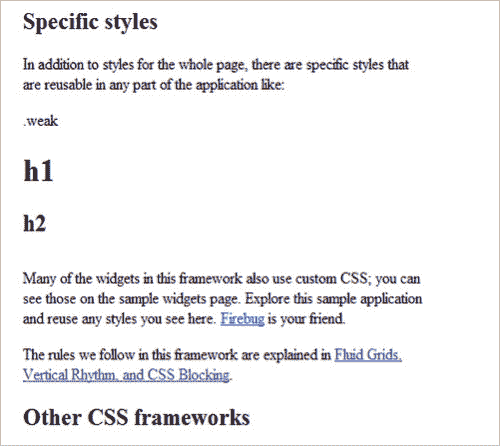 Specific styles
In addition to styles for the whole page, there are specific styles that
are reusable in any part of the application like:
.weak
h1
h2
Many of the widgets in this framework also use custom CSS; you can
see those on the sample widgets page. Explore this sample application
and reuse any styles you see here. Firebug is your friend.
The rules we follow in this framework are explained in Fluid Grids,
Vertical Rhythm, and CSS Blocking.
Other CSS frameworks